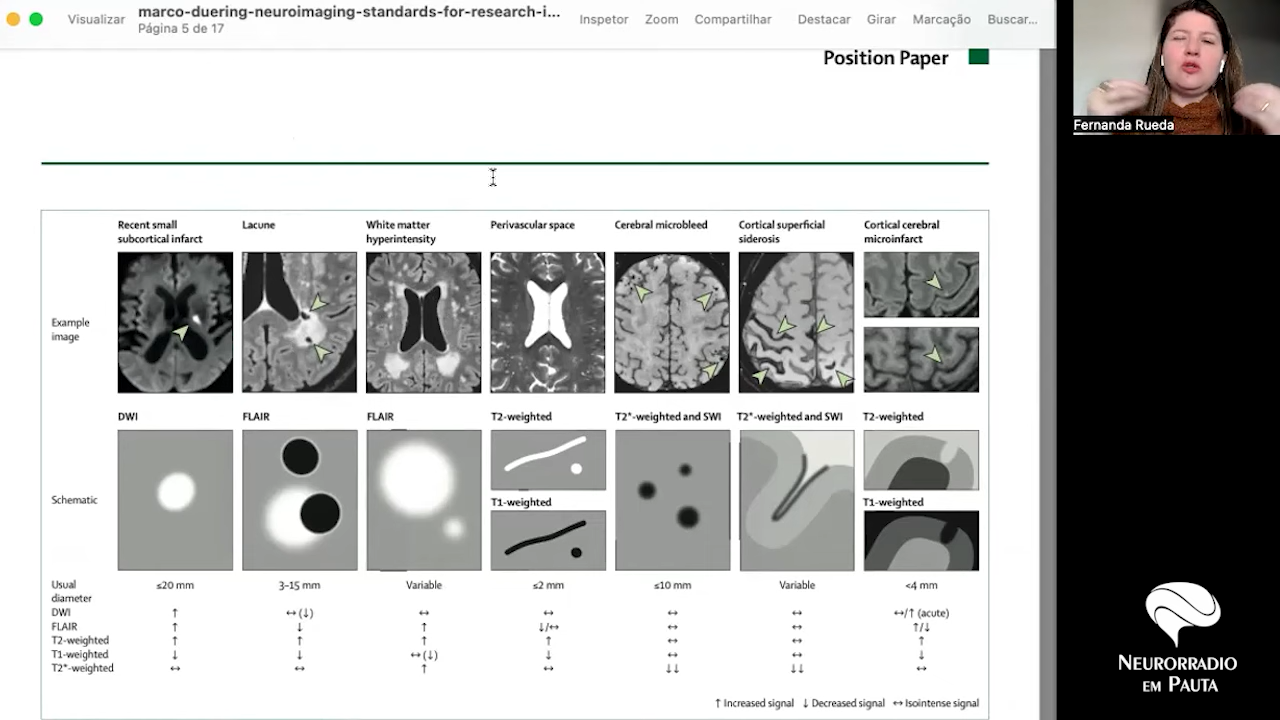 Visualizar
marco-duering-neuroimaging-standards-for-research-i...
Página 5 de 17
Inspetor
Zoom
Compartilhar
Destacar
Girar
Marcação
Buscar...
Fernanda Rueda
Position Paper
Recent small subcortical infarct
Lacune
White matter hyperintensity
Perivascular space
Cerebral microbleed
Cortical superficial siderosis
Cortical cerebral microinfarct
Example image
DWI
FLAIR
FLAIR
T2-weighted
T2*-weighted and SWI
T2*-weighted and SWI
T2-weighted
Schematic
T1-weighted
T1-weighted
Usual diameter ≤20 mm 3–15 mm Variable ≤2 mm ≤10 mm Variable <4 mm
DWI ↑ ↔(↓) ↔ ↔ ↔ ↔ ↔/↑ (acute)
FLAIR ↑ ↓ ↑ ↓/↔ ↔ ↔ ↑/↓
T2-weighted ↑ ↑ ↑ ↑ ↔ ↔ ↑
T1-weighted ↓ ↓ ↔(↓) ↓ ↔ ↔ ↓
T2*-weighted ↔ ↔ ↑ ↔ ↓↓ ↓↓ ↔
↑ Increased signal ↓ Decreased signal ↔ Isointense signal
NEURORRADIO
EM PAUTA